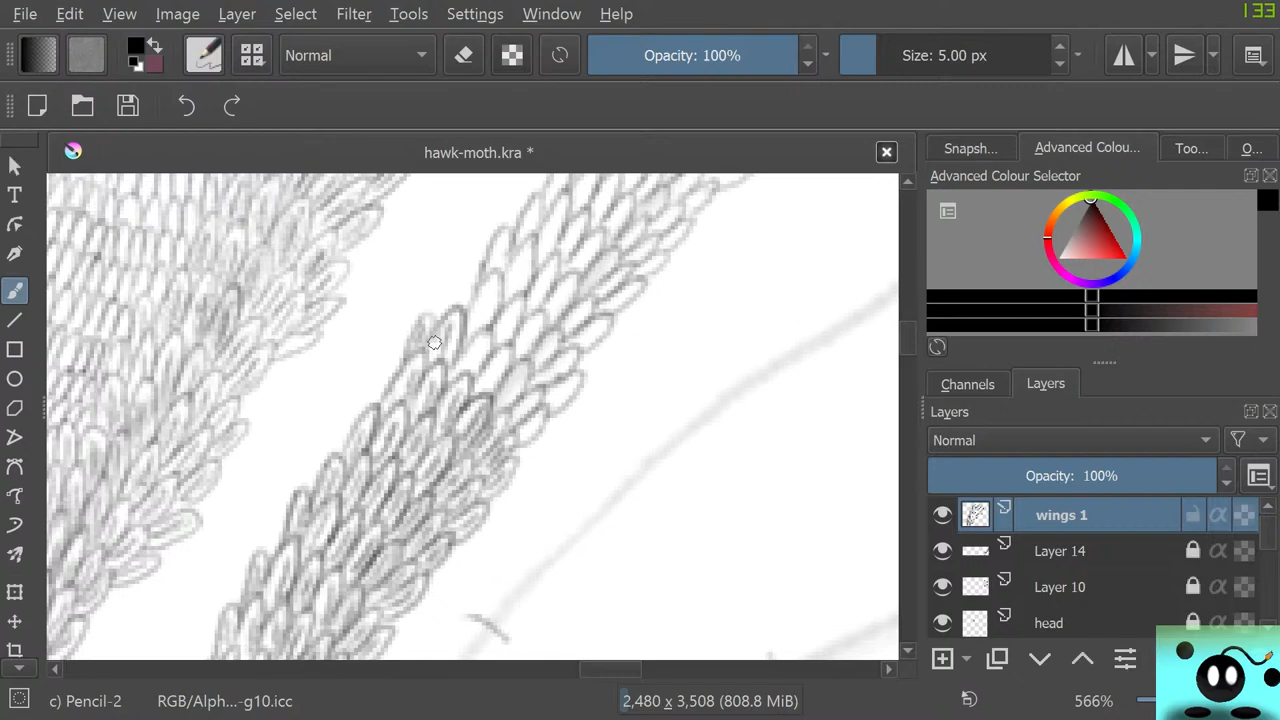 File Edit View Image Layer Select Filter Tools Settings Window Help
133
Normal
Opacity: 100%
Size: 5.00 px
hawk-moth.kra *
Snapsh...
Advanced Colou...
Too...
O...
Advanced Colour Selector
Channels
Layers
Layers
Normal
Opacity: 100%
wings 1
Layer 14
Layer 10
head
c) Pencil-2
RGB/Alph...-g10.icc
2,480 x 3,508 (808.8 MiB)
566%